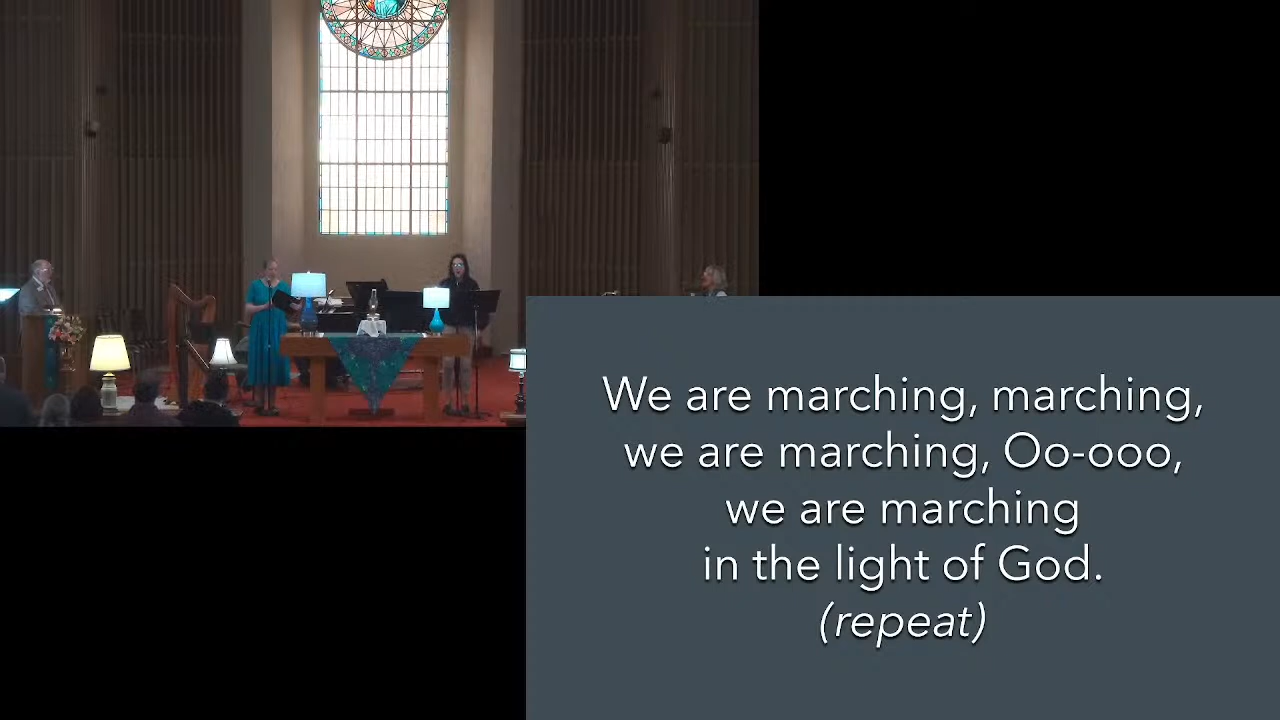 We are marching, marching,
we are marching, Oo-ooo,
we are marching
in the light of God.
(repeat)